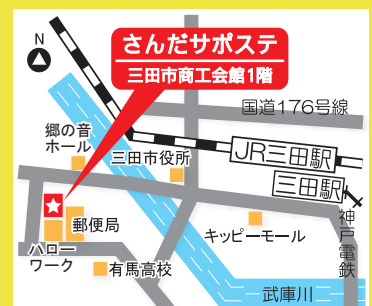 N
さんだサポステ
三田市商工会館1階
国道176号線
郷の音
ホール
三田市役所
JR三田駅
三田駅
神戸電鉄
郵便局
ハロー
ワーク
キッピーモール
有馬高校
武庫川